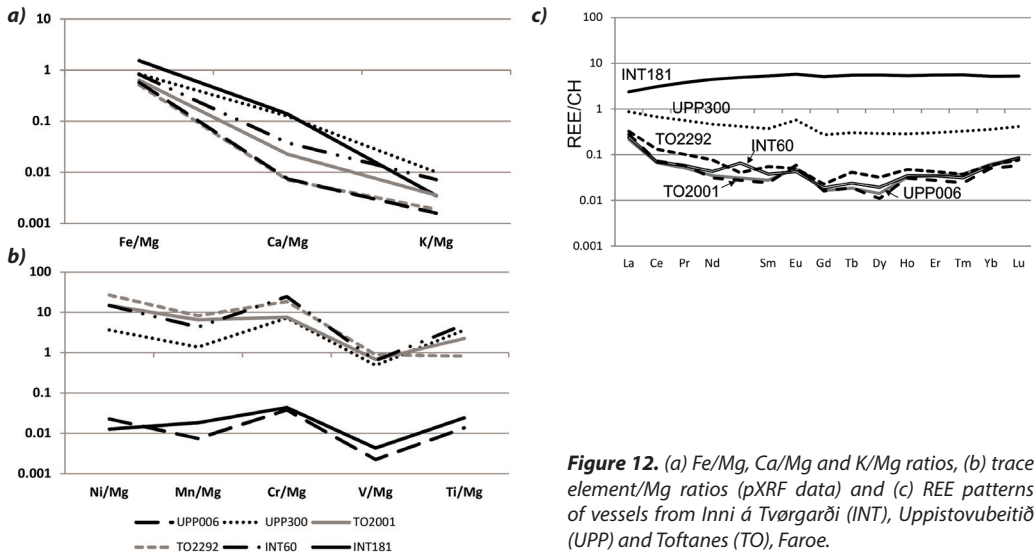 a)
10
1
0.1
0.01
0.001
Fe/Mg Ca/Mg K/Mg
b)
100
10
1
0.1
0.01
0.001
Ni/Mg Mn/Mg Cr/Mg V/Mg Ti/Mg
UPP006 UPP300 TO2001
TO2292 INT60 INT181
c)
REE/CH
100
10
1
0.1
0.01
0.001
INT181
UPP300
TO2292
INT60
TO2001
UPP006
La Ce Pr Nd Sm Eu Gd Tb Dy Ho Er Tm Yb Lu
Figure 12. (a) Fe/Mg, Ca/Mg and K/Mg ratios, (b) trace
element/Mg ratios (pXRF data) and (c) REE patterns
of vessels from Inni á Tvørgarði (INT), Uppistovubeitið
(UPP) and Toftanes (TO), Faroe.